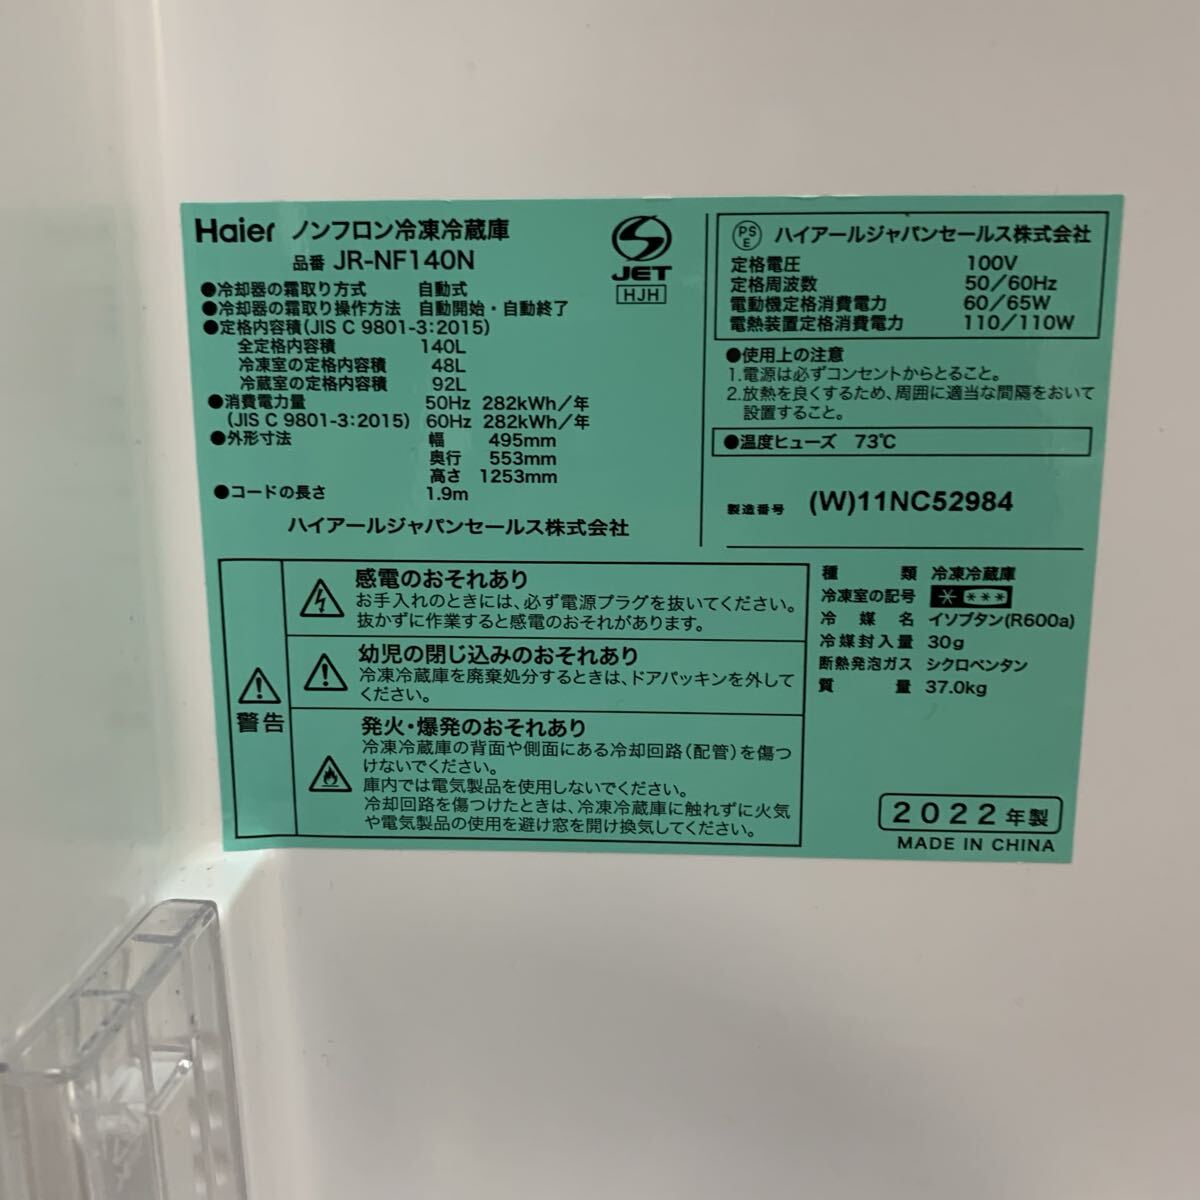 Haier ノンフロン冷凍冷蔵庫
品番 JR-NF140N
●冷却器の霜取り方式 自動式
●冷却器の霜取り操作方法 自動開始・自動終了
●定格内容積(JIS C 9801-3:2015)
全定格内容積 140L
冷凍室の定格内容積 48L
冷蔵室の定格内容積 92L
●消費電力量 50Hz 282kWh/年
(JIS C 9801-3:2015) 60Hz 282kWh/年
●外形寸法 幅 495mm
奥行 553mm
高さ 1253mm
●コードの長さ 1.9m
ハイアールジャパンセールス株式会社
JET
HJH
PSE ハイアールジャパンセールス株式会社
定格電圧 100V
定格周波数 50/60Hz
電動機定格消費電力 60/65W
電熱装置定格消費電力 110/110W
●使用上の注意
1.電源は必ずコンセントからとること。
2.放熱を良くするため、周囲に適当な間隔をおいて
設置すること。
●温度ヒューズ 73℃
製造番号 (W)11NC52984
警告
感電のおそれあり
お手入れのときには、必ず電源プラグを抜いてください。
抜かずに作業すると感電のおそれがあります。
幼児の閉じ込めのおそれあり
冷凍冷蔵庫を廃棄処分するときは、ドアパッキンを外して
ください。
発火・爆発のおそれあり
冷凍冷蔵庫の背面や側面にある冷却回路(配管)を傷つ
けないでください。
庫内では電気製品を使用しないでください。
冷却回路を傷つけたときは、冷凍冷蔵庫に触れずに火気
や電気製品の使用を避け窓を開け換気してください。
種類 冷凍冷蔵庫
冷凍室の記号 * ***
冷媒名 イソブタン(R600a)
冷媒封入量 30g
断熱発泡ガス シクロペンタン
質量 37.0kg
2022年製
MADE IN CHINA